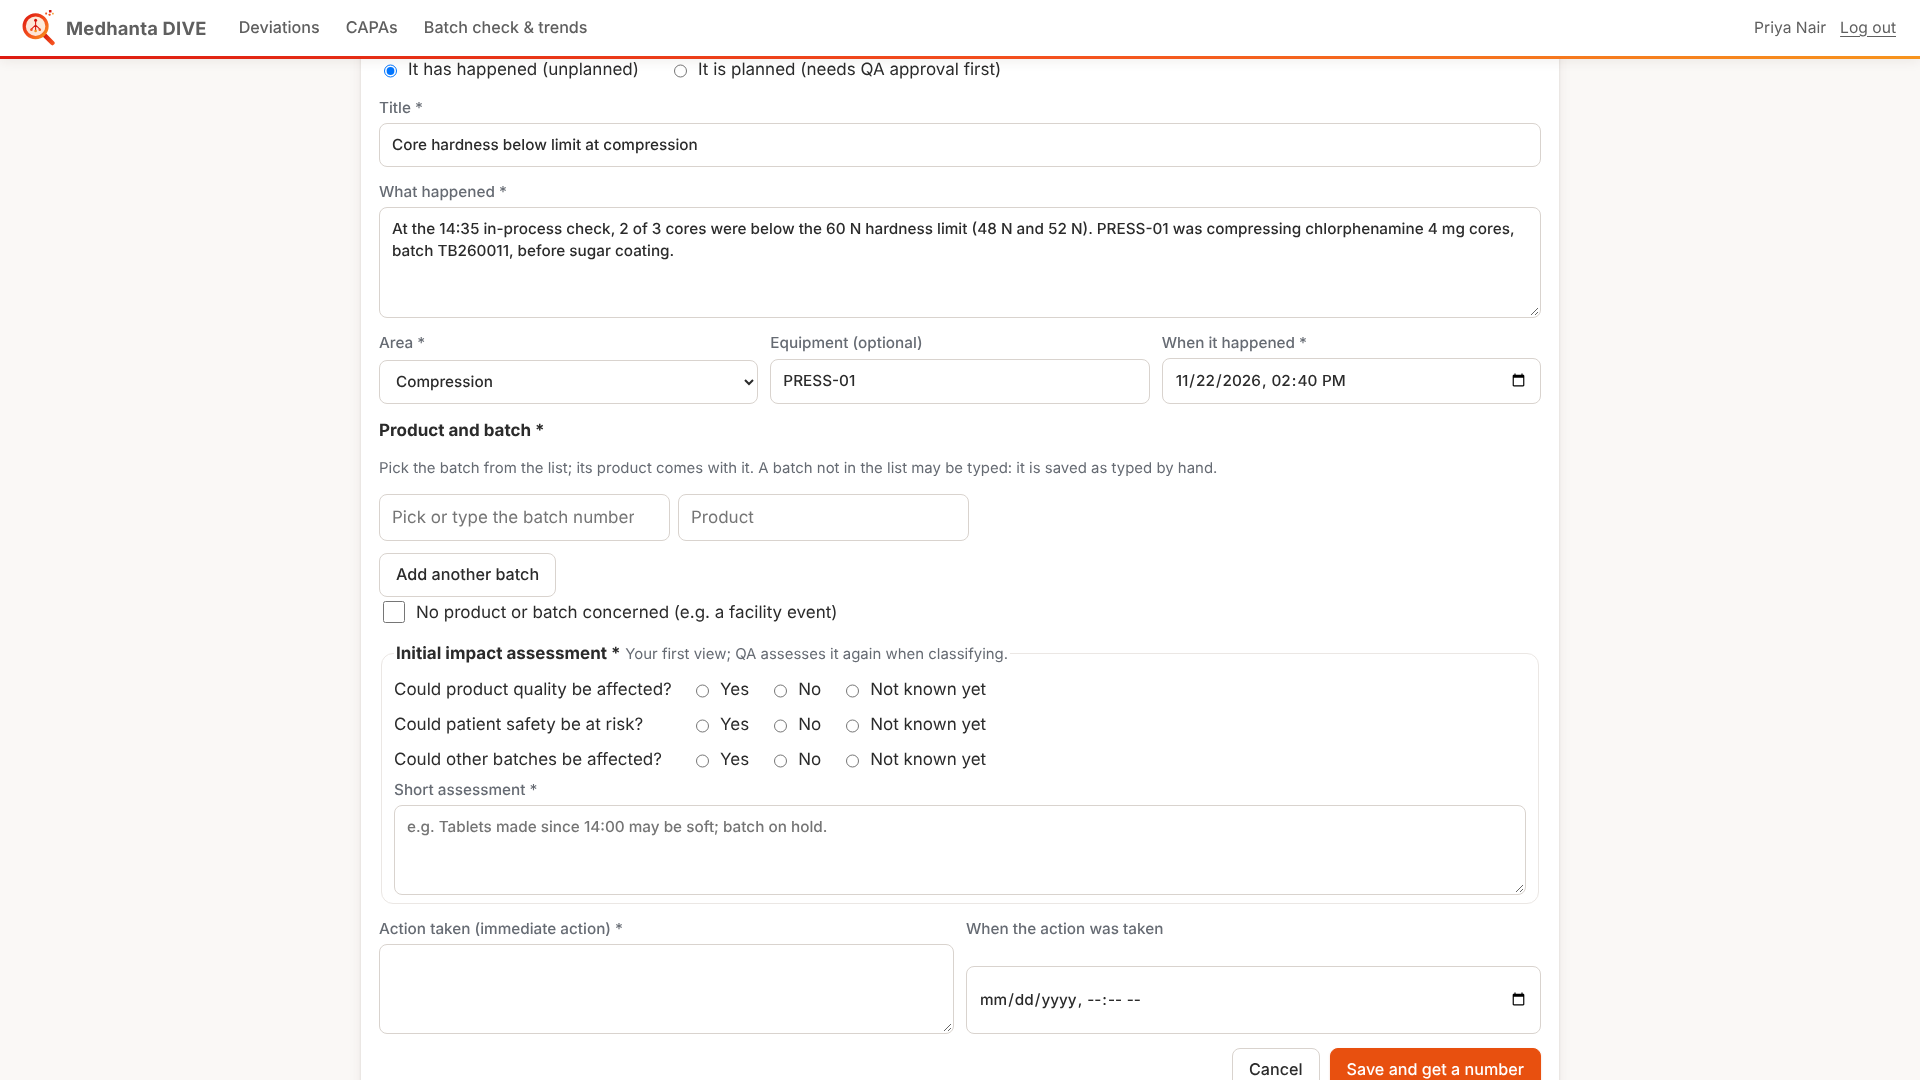 Medhanta DIVE
Deviations
CAPAs
Batch check & trends
Priya Nair
Log out
It has happened (unplanned)
It is planned (needs QA approval first)
Title *
Core hardness below limit at compression
What happened *
At the 14:35 in-process check, 2 of 3 cores were below the 60 N hardness limit (48 N and 52 N). PRESS-01 was compressing chlorphenamine 4 mg cores,
batch TB260011, before sugar coating.
Area *
Equipment (optional)
When it happened *
Compression
PRESS-01
11/22/2026, 02:40 PM
Product and batch *
Pick the batch from the list; its product comes with it. A batch not in the list may be typed: it is saved as typed by hand.
Pick or type the batch number
Product
Add another batch
No product or batch concerned (e.g. a facility event)
Initial impact assessment * Your first view; QA assesses it again when classifying.
Could product quality be affected? Yes No Not known yet
Could patient safety be at risk? Yes No Not known yet
Could other batches be affected? Yes No Not known yet
Short assessment *
e.g. Tablets made since 14:00 may be soft; batch on hold.
Action taken (immediate action) *
When the action was taken
mm/dd/yyyy, --:-- --
Cancel
Save and get a number